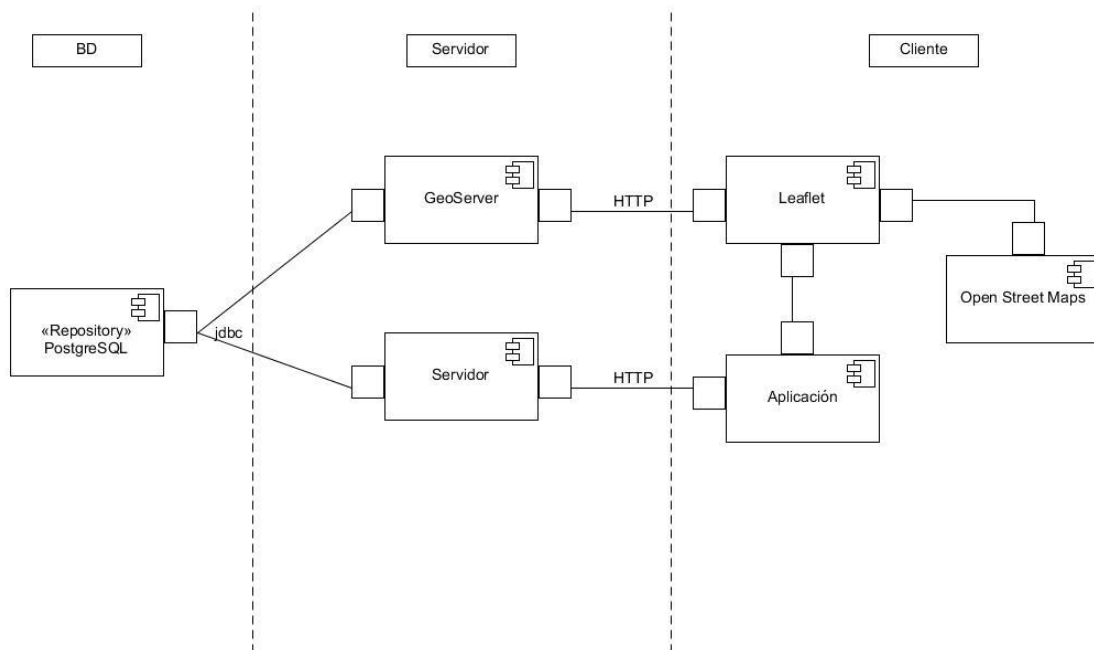 BD
Servidor
Cliente
GeoServer
HTTP
Leaflet
Open Street Maps
«Repository»
PostgreSQL
jdbc
Servidor
HTTP
Aplicación